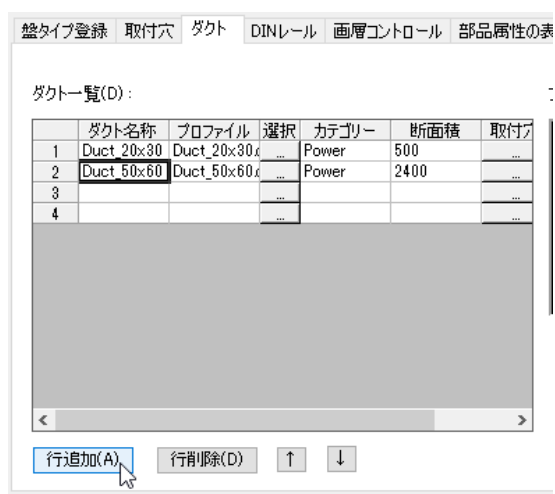 盤タイプ登録 取付穴 ダクト DINレール 画層コントロール 部品属性の表
ダクト一覧(D) :
ダクト名称 プロファイル 選択 カテゴリー 断面積 取付穴
1 Duct_20x30 Duct_20x30.d ... Power 500 ...
2 Duct_50x60 Duct_50x60.d ... Power 2400 ...
3 ... ...
4 ... ...
行追加(A) 行削除(D) ↑ ↓